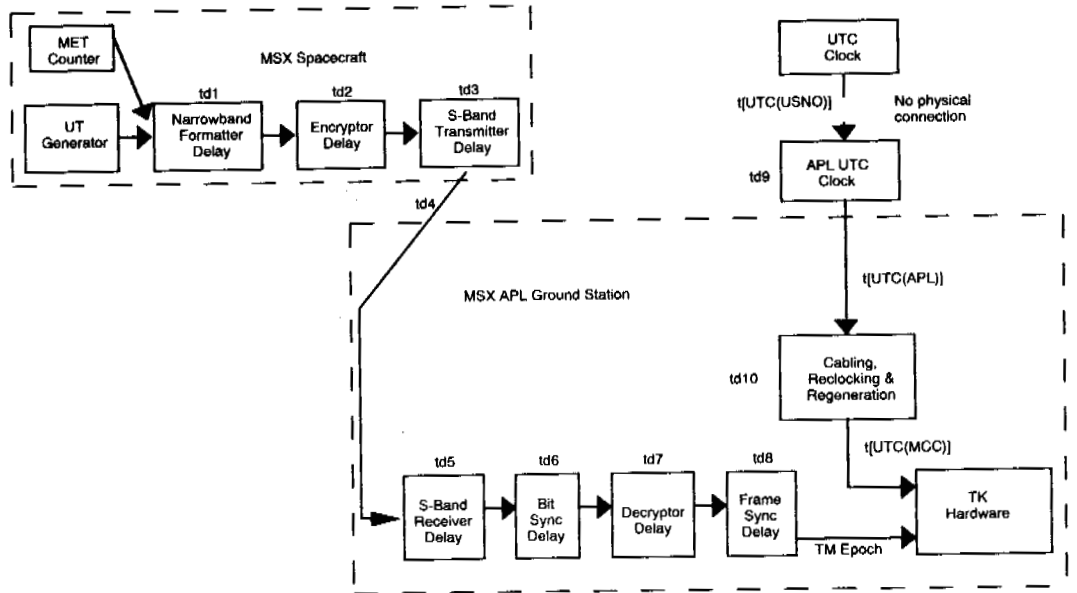 MET
Counter
MSX Spacecraft
td1
td2
td3
UT
Generator
Narrowband
Formatter
Delay
Encryptor
Delay
S-Band
Transmitter
Delay
td4
UTC
Clock
t[UTC(USNO)]
No physical
connection
td9
APL UTC
Clock
MSX APL Ground Station
t[UTC(APL)]
td10
Cabling,
Reclocking &
Regeneration
t[UTC(MCC)]
td5
td6
td7
td8
S-Band
Receiver
Delay
Bit
Sync
Delay
Decryptor
Delay
Frame
Sync
Delay
TM Epoch
TK
Hardware